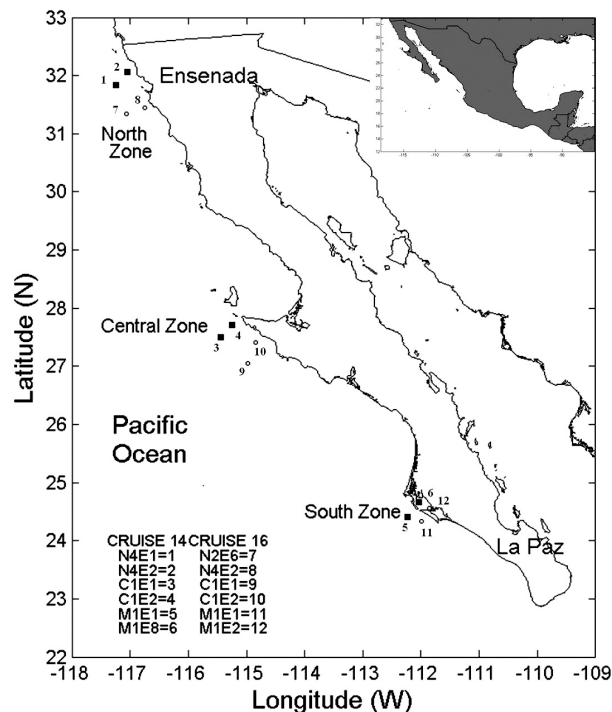 33
32
31
30
29
28
27
26
25
24
23
22
Latitude (N)
-118 -117 -116 -115 -114 -113 -112 -111 -110 -109
Longitude (W)
Ensenada
2
1
8
7
North
Zone
Central Zone
4
3
10
9
Pacific
Ocean
6
12
South Zone
5
11
La Paz
CRUISE 14 CRUISE 16
N4E1=1 N2E6=7
N4E2=2 N4E2=8
C1E1=3 C1E1=9
C1E2=4 C1E2=10
M1E1=5 M1E1=11
M1E8=6 M1E2=12